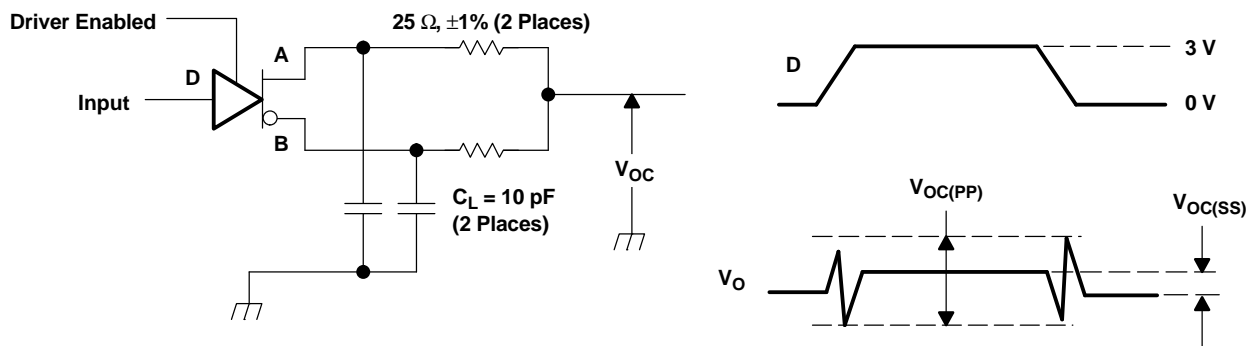 Driver Enabled
25 Ω, ±1% (2 Places)
A
D
Input
B
C_L = 10 pF
(2 Places)
V_OC
D
3 V
0 V
V_OC(PP)
V_OC(SS)
V_O